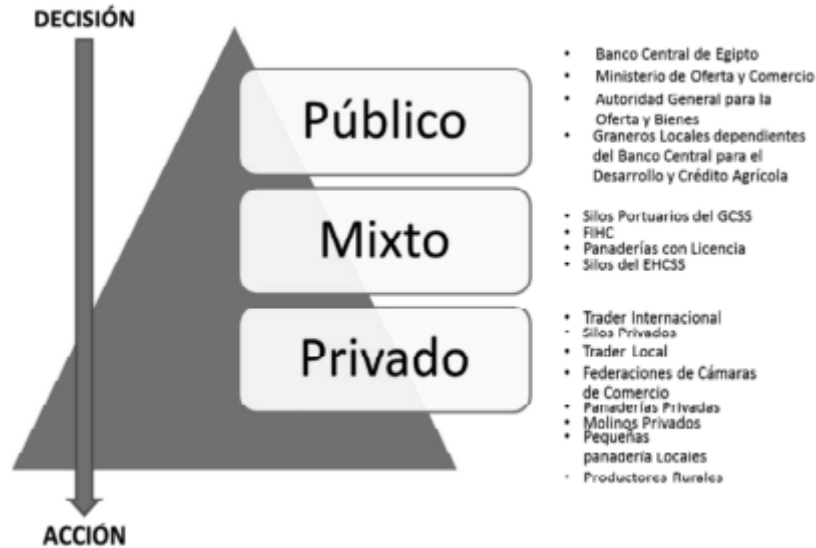 DECISIÓN
Público
• Banco Central de Egipto
• Ministerio de Oferta y Comercio
• Autoridad General para la
Oferta y Bienes
• Graneros Locales dependientes
del Banco Central para el
Desarrollo y Crédito Agrícola
Mixto
• Silos Portuarios del GCSS
• FIHC
• Panaderías con Licencia
• Silos del EHCSS
Privado
• Trader Internacional
• Silos Privados
• Trader Local
• Federaciones de Cámaras
de Comercio
• Panaderías Privadas
• Molinos Privados
• Pequeñas
panadería Locales
• Productores Rurales
ACCIÓN